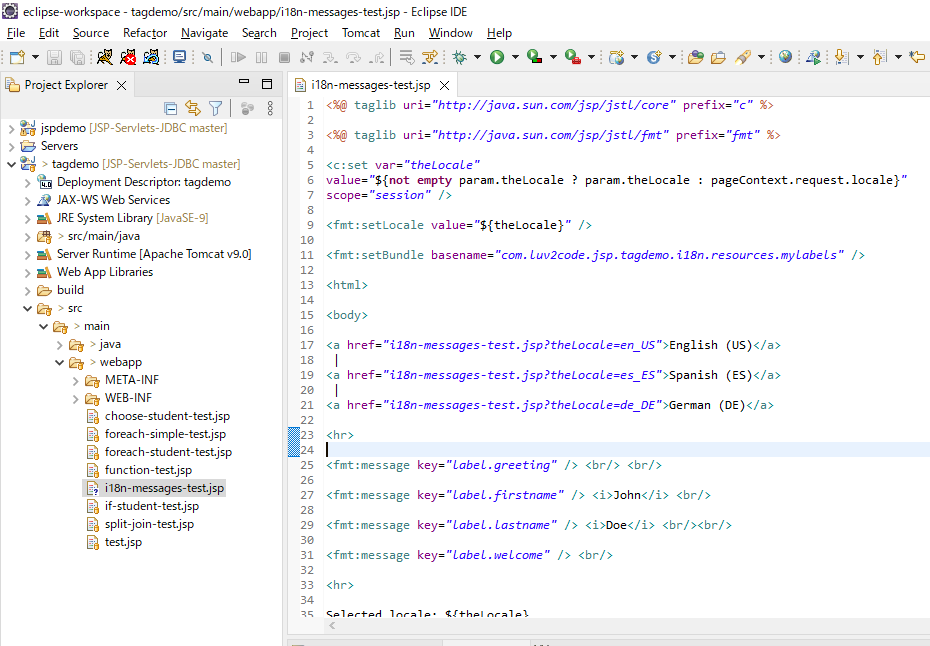 eclipse-workspace - tagdemo/src/main/webapp/i18n-messages-test.jsp - Eclipse IDE
File Edit Source Refactor Navigate Search Project Tomcat Run Window Help
Project Explorer
jspdemo [JSP-Servlets-JDBC master]
Servers
> tagdemo [JSP-Servlets-JDBC master]
Deployment Descriptor: tagdemo
JAX-WS Web Services
JRE System Library [JavaSE-9]
> src/main/java
Server Runtime [Apache Tomcat v9.0]
Web App Libraries
build
> src
> main
> java
> webapp
META-INF
WEB-INF
choose-student-test.jsp
foreach-simple-test.jsp
foreach-student-test.jsp
function-test.jsp
i18n-messages-test.jsp
if-student-test.jsp
split-join-test.jsp
test.jsp
i18n-messages-test.jsp
1 <%@ taglib uri="http://java.sun.com/jsp/jstl/core" prefix="c" %>
2
3 <%@ taglib uri="http://java.sun.com/jsp/jstl/fmt" prefix="fmt" %>
4
5 <c:set var="theLocale"
6 value="${not empty param.theLocale ? param.theLocale : pageContext.request.locale}"
7 scope="session" />
8
9 <fmt:setLocale value="${theLocale}" />
10
11 <fmt:setBundle basename="com.luv2code.jsp.tagdemo.i18n.resources.mylabels" />
12
13 <html>
14
15 <body>
16
17 <a href="i18n-messages-test.jsp?theLocale=en_US">English (US)</a>
18 |
19 <a href="i18n-messages-test.jsp?theLocale=es_ES">Spanish (ES)</a>
20 |
21 <a href="i18n-messages-test.jsp?theLocale=de_DE">German (DE)</a>
22
23 <hr>
24
25 <fmt:message key="label.greeting" /> <br/> <br/>
26
27 <fmt:message key="label.firstname" /> <i>John</i> <br/>
28
29 <fmt:message key="label.lastname" /> <i>Doe</i> <br/><br/>
30
31 <fmt:message key="label.welcome" /> <br/>
32
33 <hr>
34
35 Selected locale: ${theLocale}